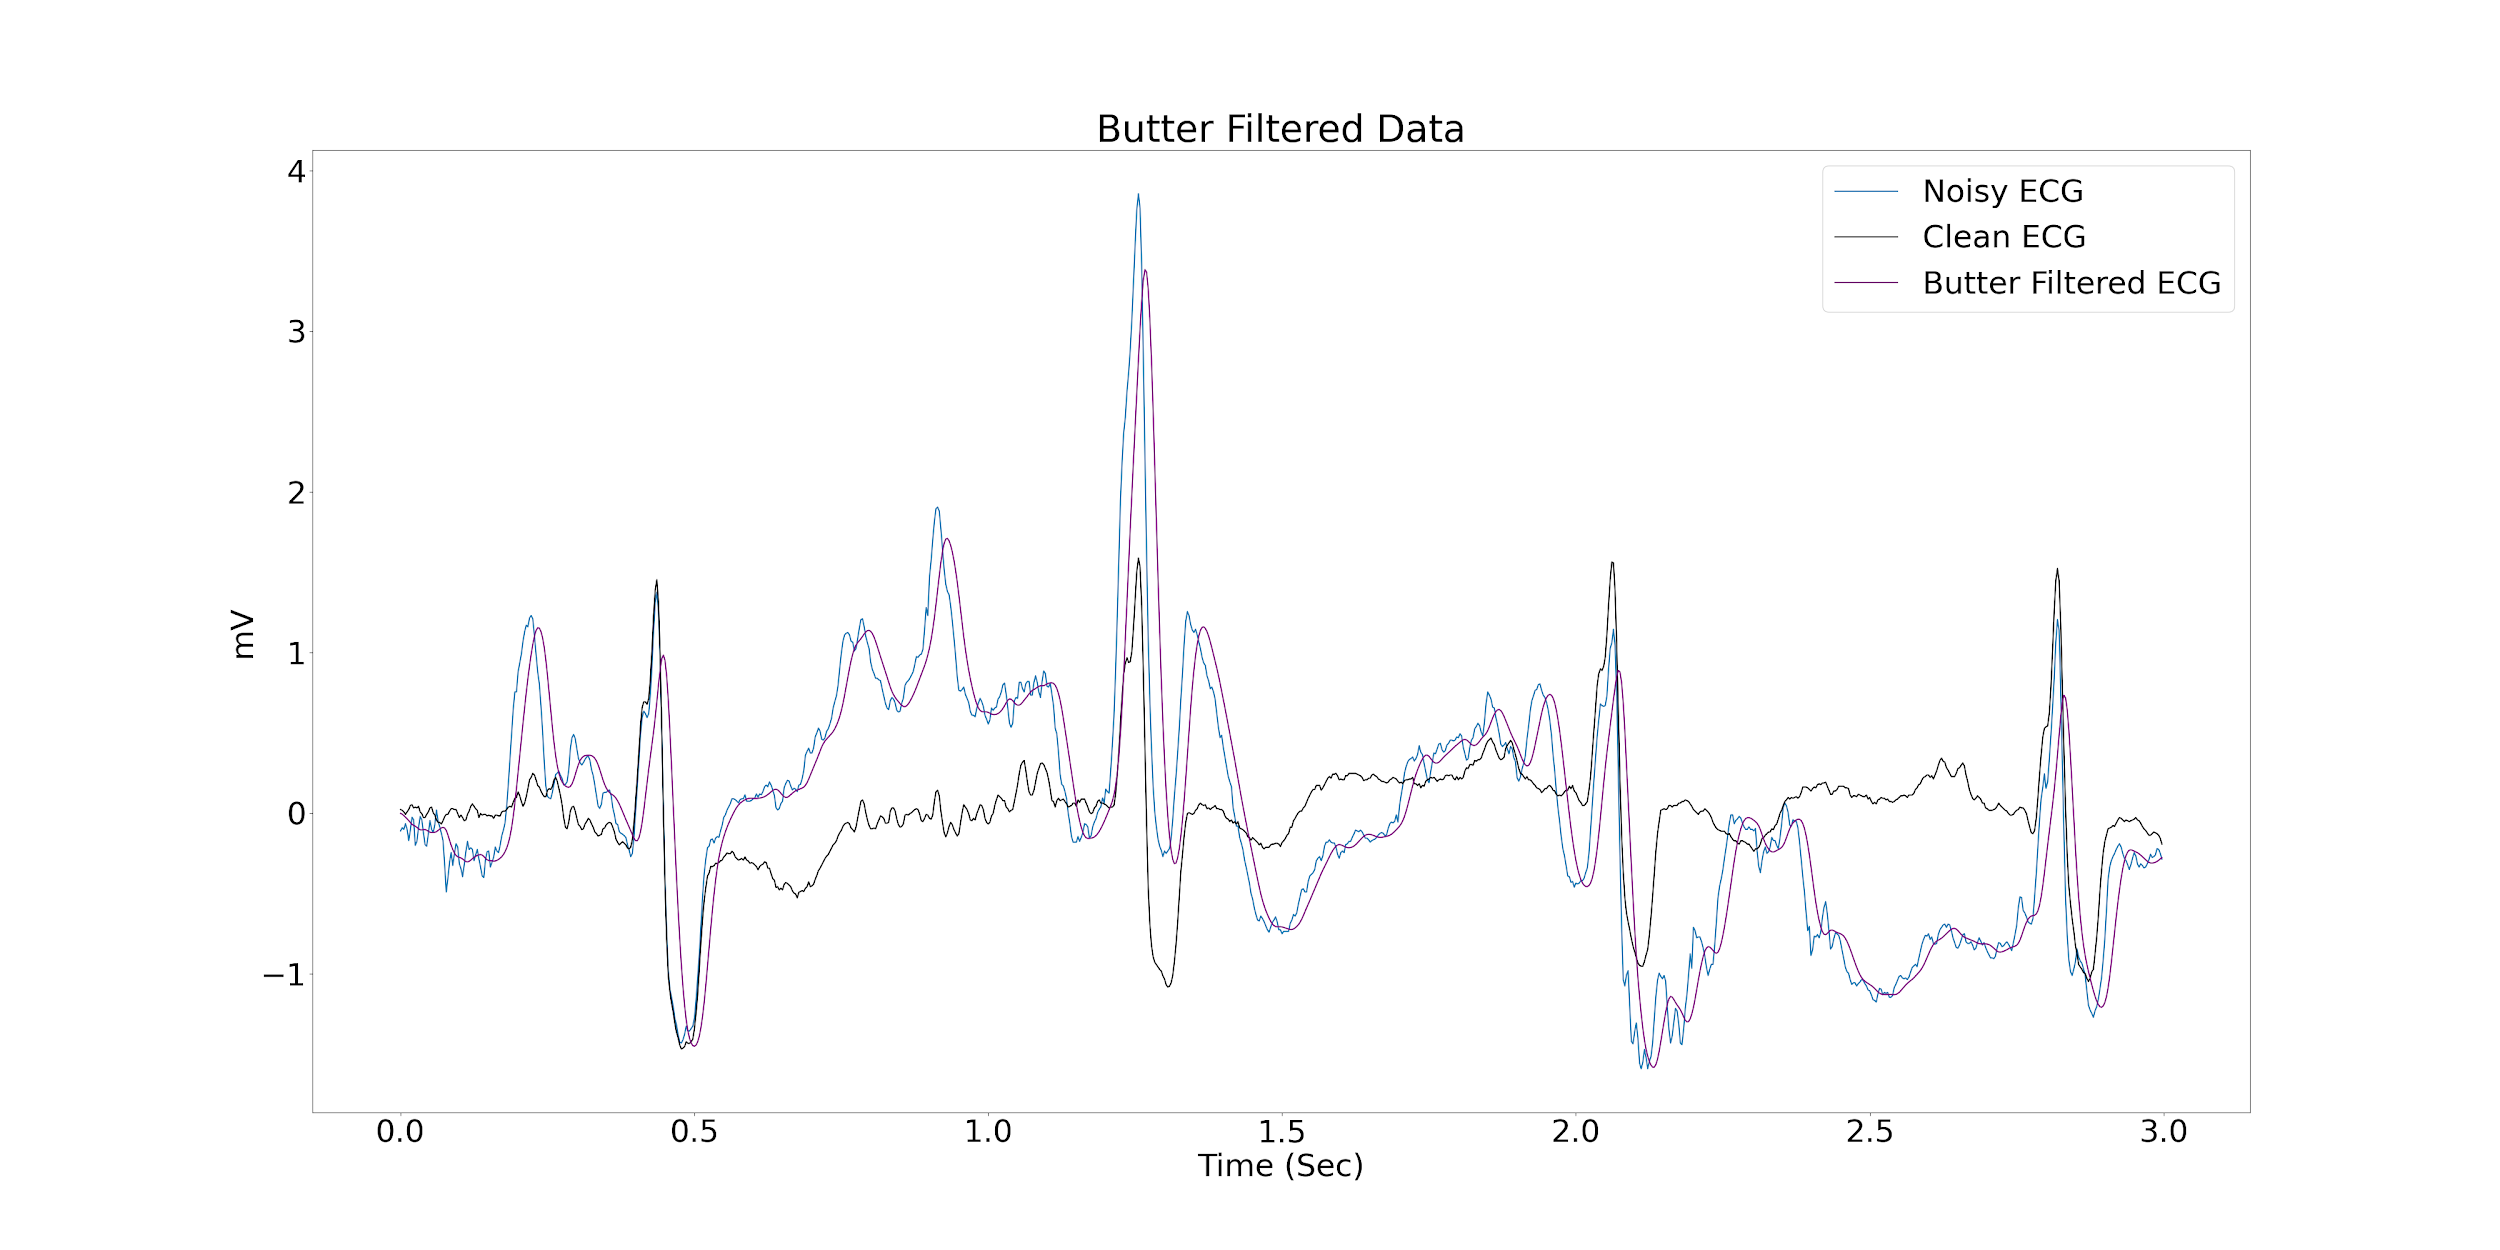 Butter Filtered Data
Noisy ECG
Clean ECG
Butter Filtered ECG
4
3
2
1
0
−1
mV
0.0 0.5 1.0 1.5 2.0 2.5 3.0
Time (Sec)